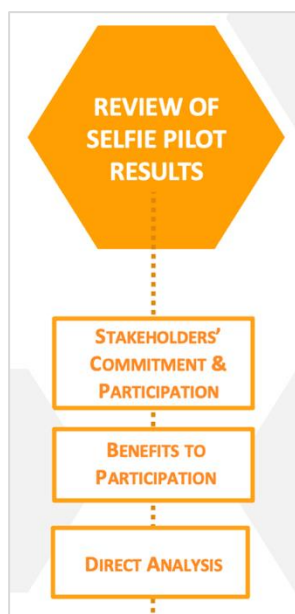 REVIEW OF
SELFIE PILOT
RESULTS
STAKEHOLDERS'
COMMITMENT &
PARTICIPATION
BENEFITS TO
PARTICIPATION
DIRECT ANALYSIS